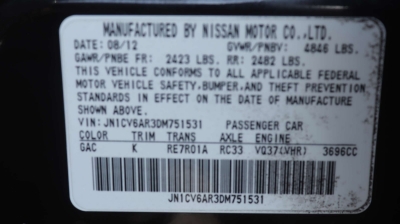 MANUFACTURED BY NISSAN MOTOR CO.,LTD.
DATE: 08/12 GVWR/PNBV: 4846 LBS.
GAWR/PNBE FR: 2423 LBS. RR: 2482 LBS.
THIS VEHICLE CONFORMS TO ALL APPLICABLE FEDERAL
MOTOR VEHICLE SAFETY, BUMPER, AND THEFT PREVENTION
STANDARDS IN EFFECT ON THE DATE OF MANUFACTURE
SHOWN ABOVE.
VIN: JN1CV6AR3DM751531 PASSENGER CAR
COLOR TRIM TRANS AXLE ENGINE
GAC K RE7R01A RC33 VQ37(VHR) 3696CC
JN1CV6AR3DM751531